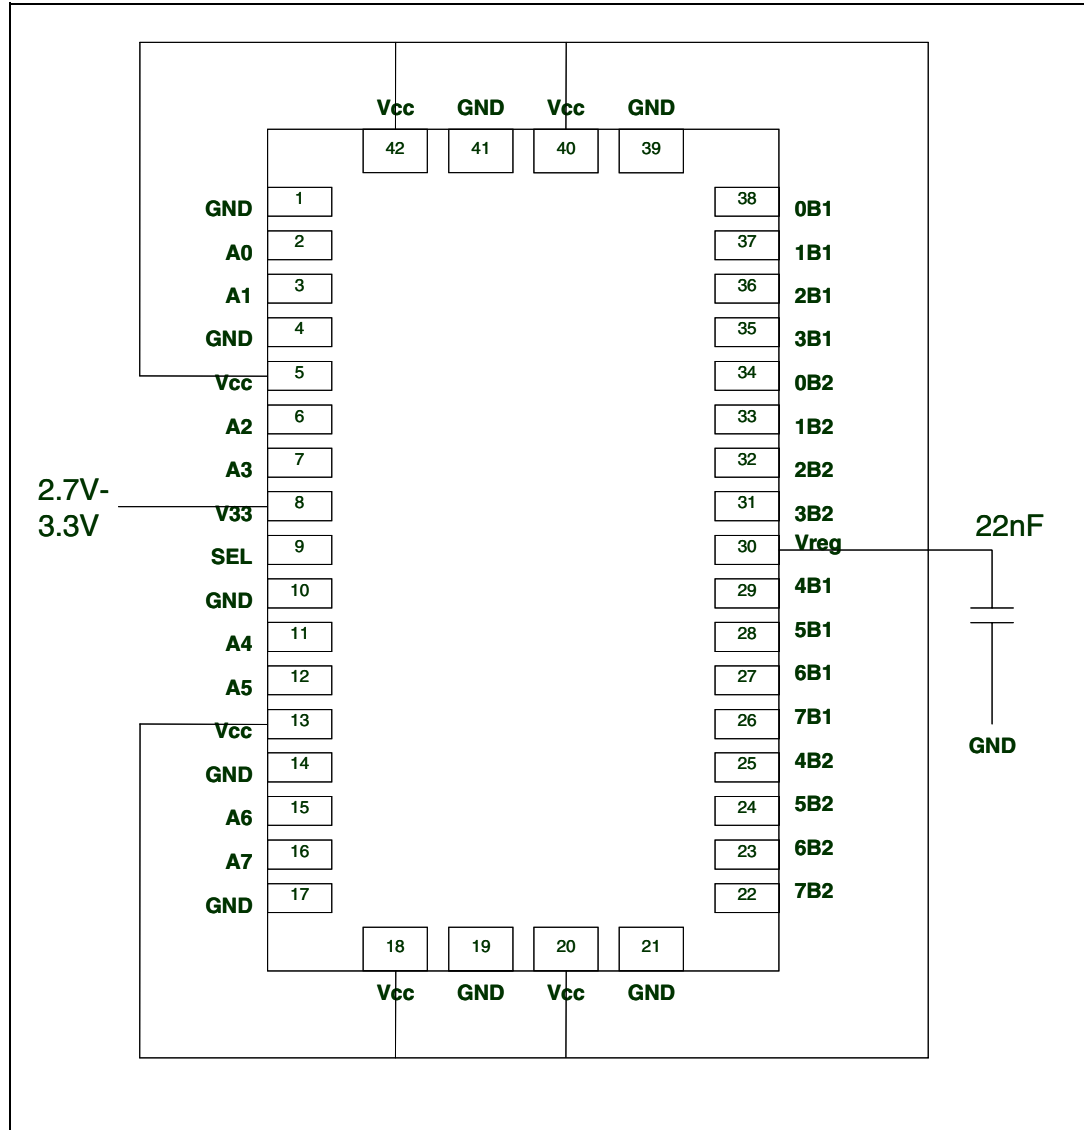 Vcc GND Vcc GND
42 41 40 39
GND 1 38 0B1
A0 2 37 1B1
A1 3 36 2B1
GND 4 35 3B1
Vcc 5 34 0B2
A2 6 33 1B2
A3 7 32 2B2
2.7V-
3.3V
V33 8 31 3B2
SEL 9 30 Vreg 22nF
GND 10 29 4B1
A4 11 28 5B1
A5 12 27 6B1
Vcc 13 26 7B1
GND
GND 14 25 4B2
A6 15 24 5B2
A7 16 23 6B2
GND 17 22 7B2
18 19 20 21
Vcc GND Vcc GND